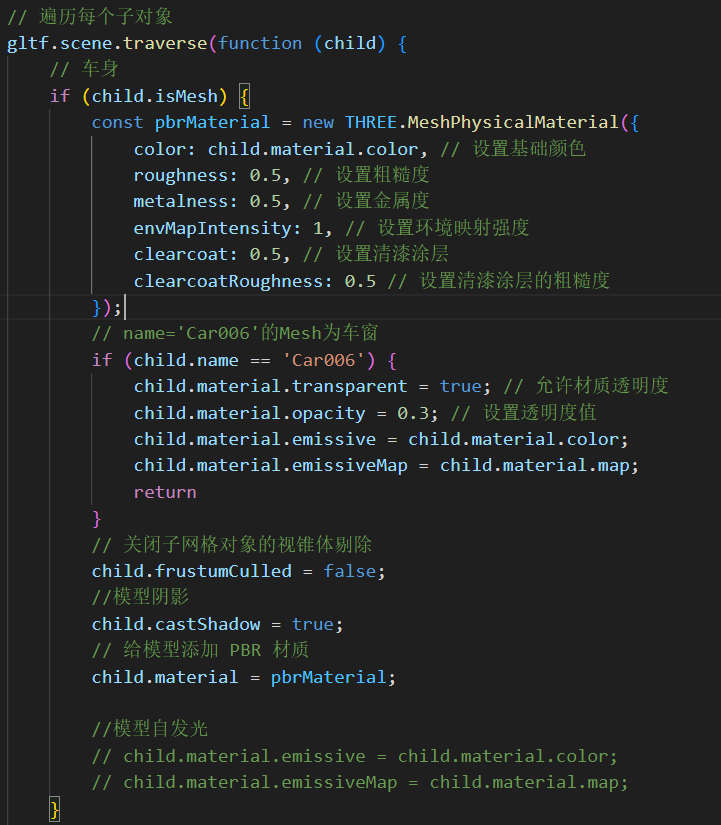 // 遍历每个子对象
gltf.scene.traverse(function (child) {
// 车身
if (child.isMesh) {
const pbrMaterial = new THREE.MeshPhysicalMaterial({
color: child.material.color, // 设置基础颜色
roughness: 0.5, // 设置粗糙度
metalness: 0.5, // 设置金属度
envMapIntensity: 1, // 设置环境映射强度
clearcoat: 0.5, // 设置清漆涂层
clearcoatRoughness: 0.5 // 设置清漆涂层的粗糙度
});
// name='Car006'的Mesh为车窗
if (child.name == 'Car006') {
child.material.transparent = true; // 允许材质透明度
child.material.opacity = 0.3; // 设置透明度值
child.material.emissive = child.material.color;
child.material.emissiveMap = child.material.map;
return
}
// 关闭子网格对象的视锥体剔除
child.frustumCulled = false;
//模型阴影
child.castShadow = true;
// 给模型添加 PBR 材质
child.material = pbrMaterial;
//模型自发光
// child.material.emissive = child.material.color;
// child.material.emissiveMap = child.material.map;
}